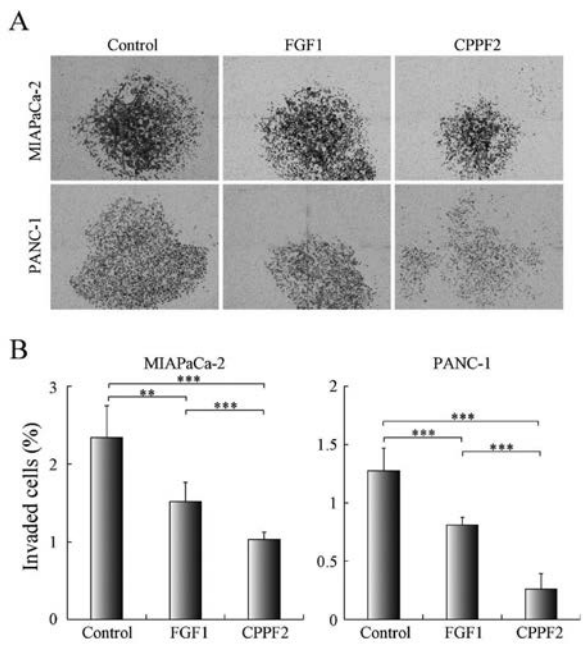 A
Control FGF1 CPPF2
MIAPaCa-2
PANC-1
B
MIAPaCa-2 PANC-1
Invaded cells (%)
3
2
1
0
***
** ***
Control FGF1 CPPF2
2
1.5
1
0.5
0
***
*** ***
Control FGF1 CPPF2